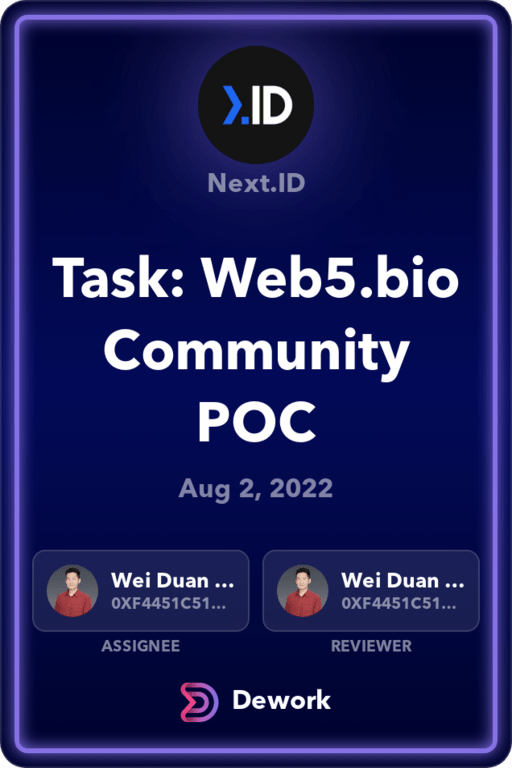 .ID
Next.ID
Task: Web5.bio
Community
POC
Aug 2, 2022
Wei Duan ...
0XF4451C51...
Wei Duan ...
0XF4451C51...
ASSIGNEE
REVIEWER
Dework